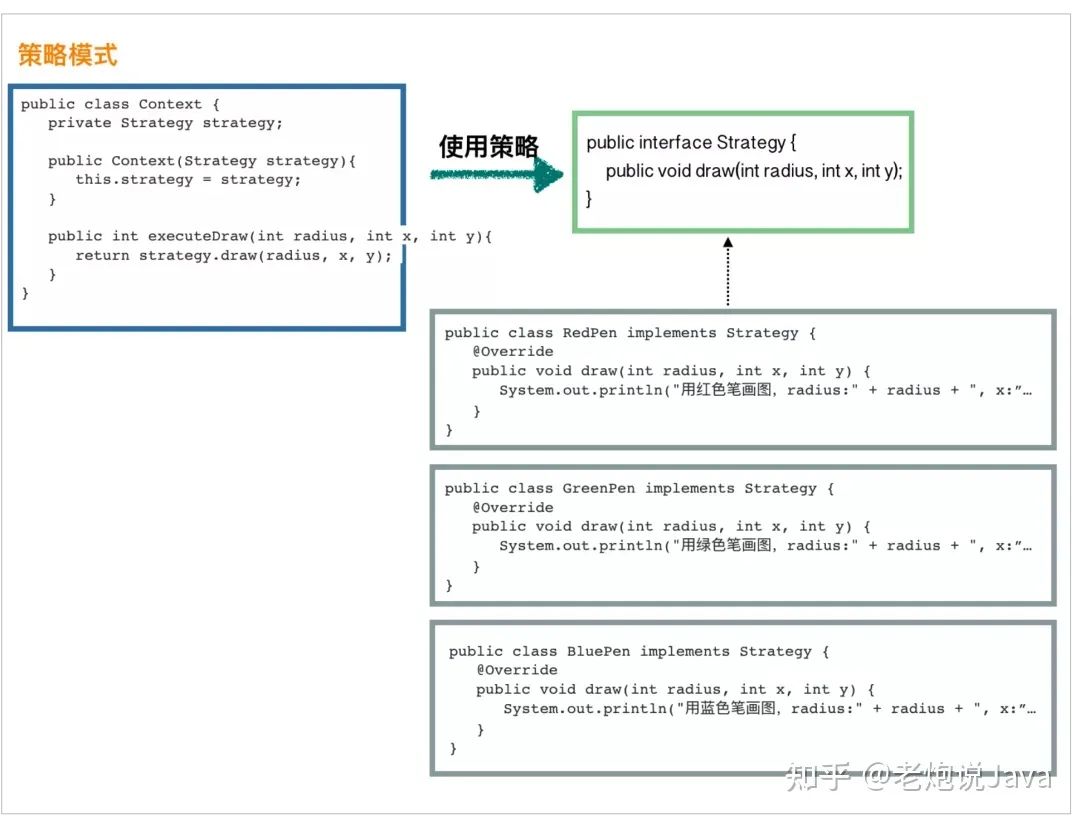 策略模式
public class Context {
private Strategy strategy;
public Context(Strategy strategy){
this.strategy = strategy;
}
public int executeDraw(int radius, int x, int y){
return strategy.draw(radius, x, y);
}
}
使用策略
public interface Strategy {
public void draw(int radius, int x, int y);
}
public class RedPen implements Strategy {
@Override
public void draw(int radius, int x, int y) {
System.out.println("用红色笔画图，radius:" + radius + ", x:”…
}
}
public class GreenPen implements Strategy {
@Override
public void draw(int radius, int x, int y) {
System.out.println("用绿色笔画图，radius:" + radius + ", x:”…
}
}
public class BluePen implements Strategy {
@Override
public void draw(int radius, int x, int y) {
System.out.println("用蓝色笔画图，radius:" + radius + ", x:”…
}
}
知乎 @老炮说Java